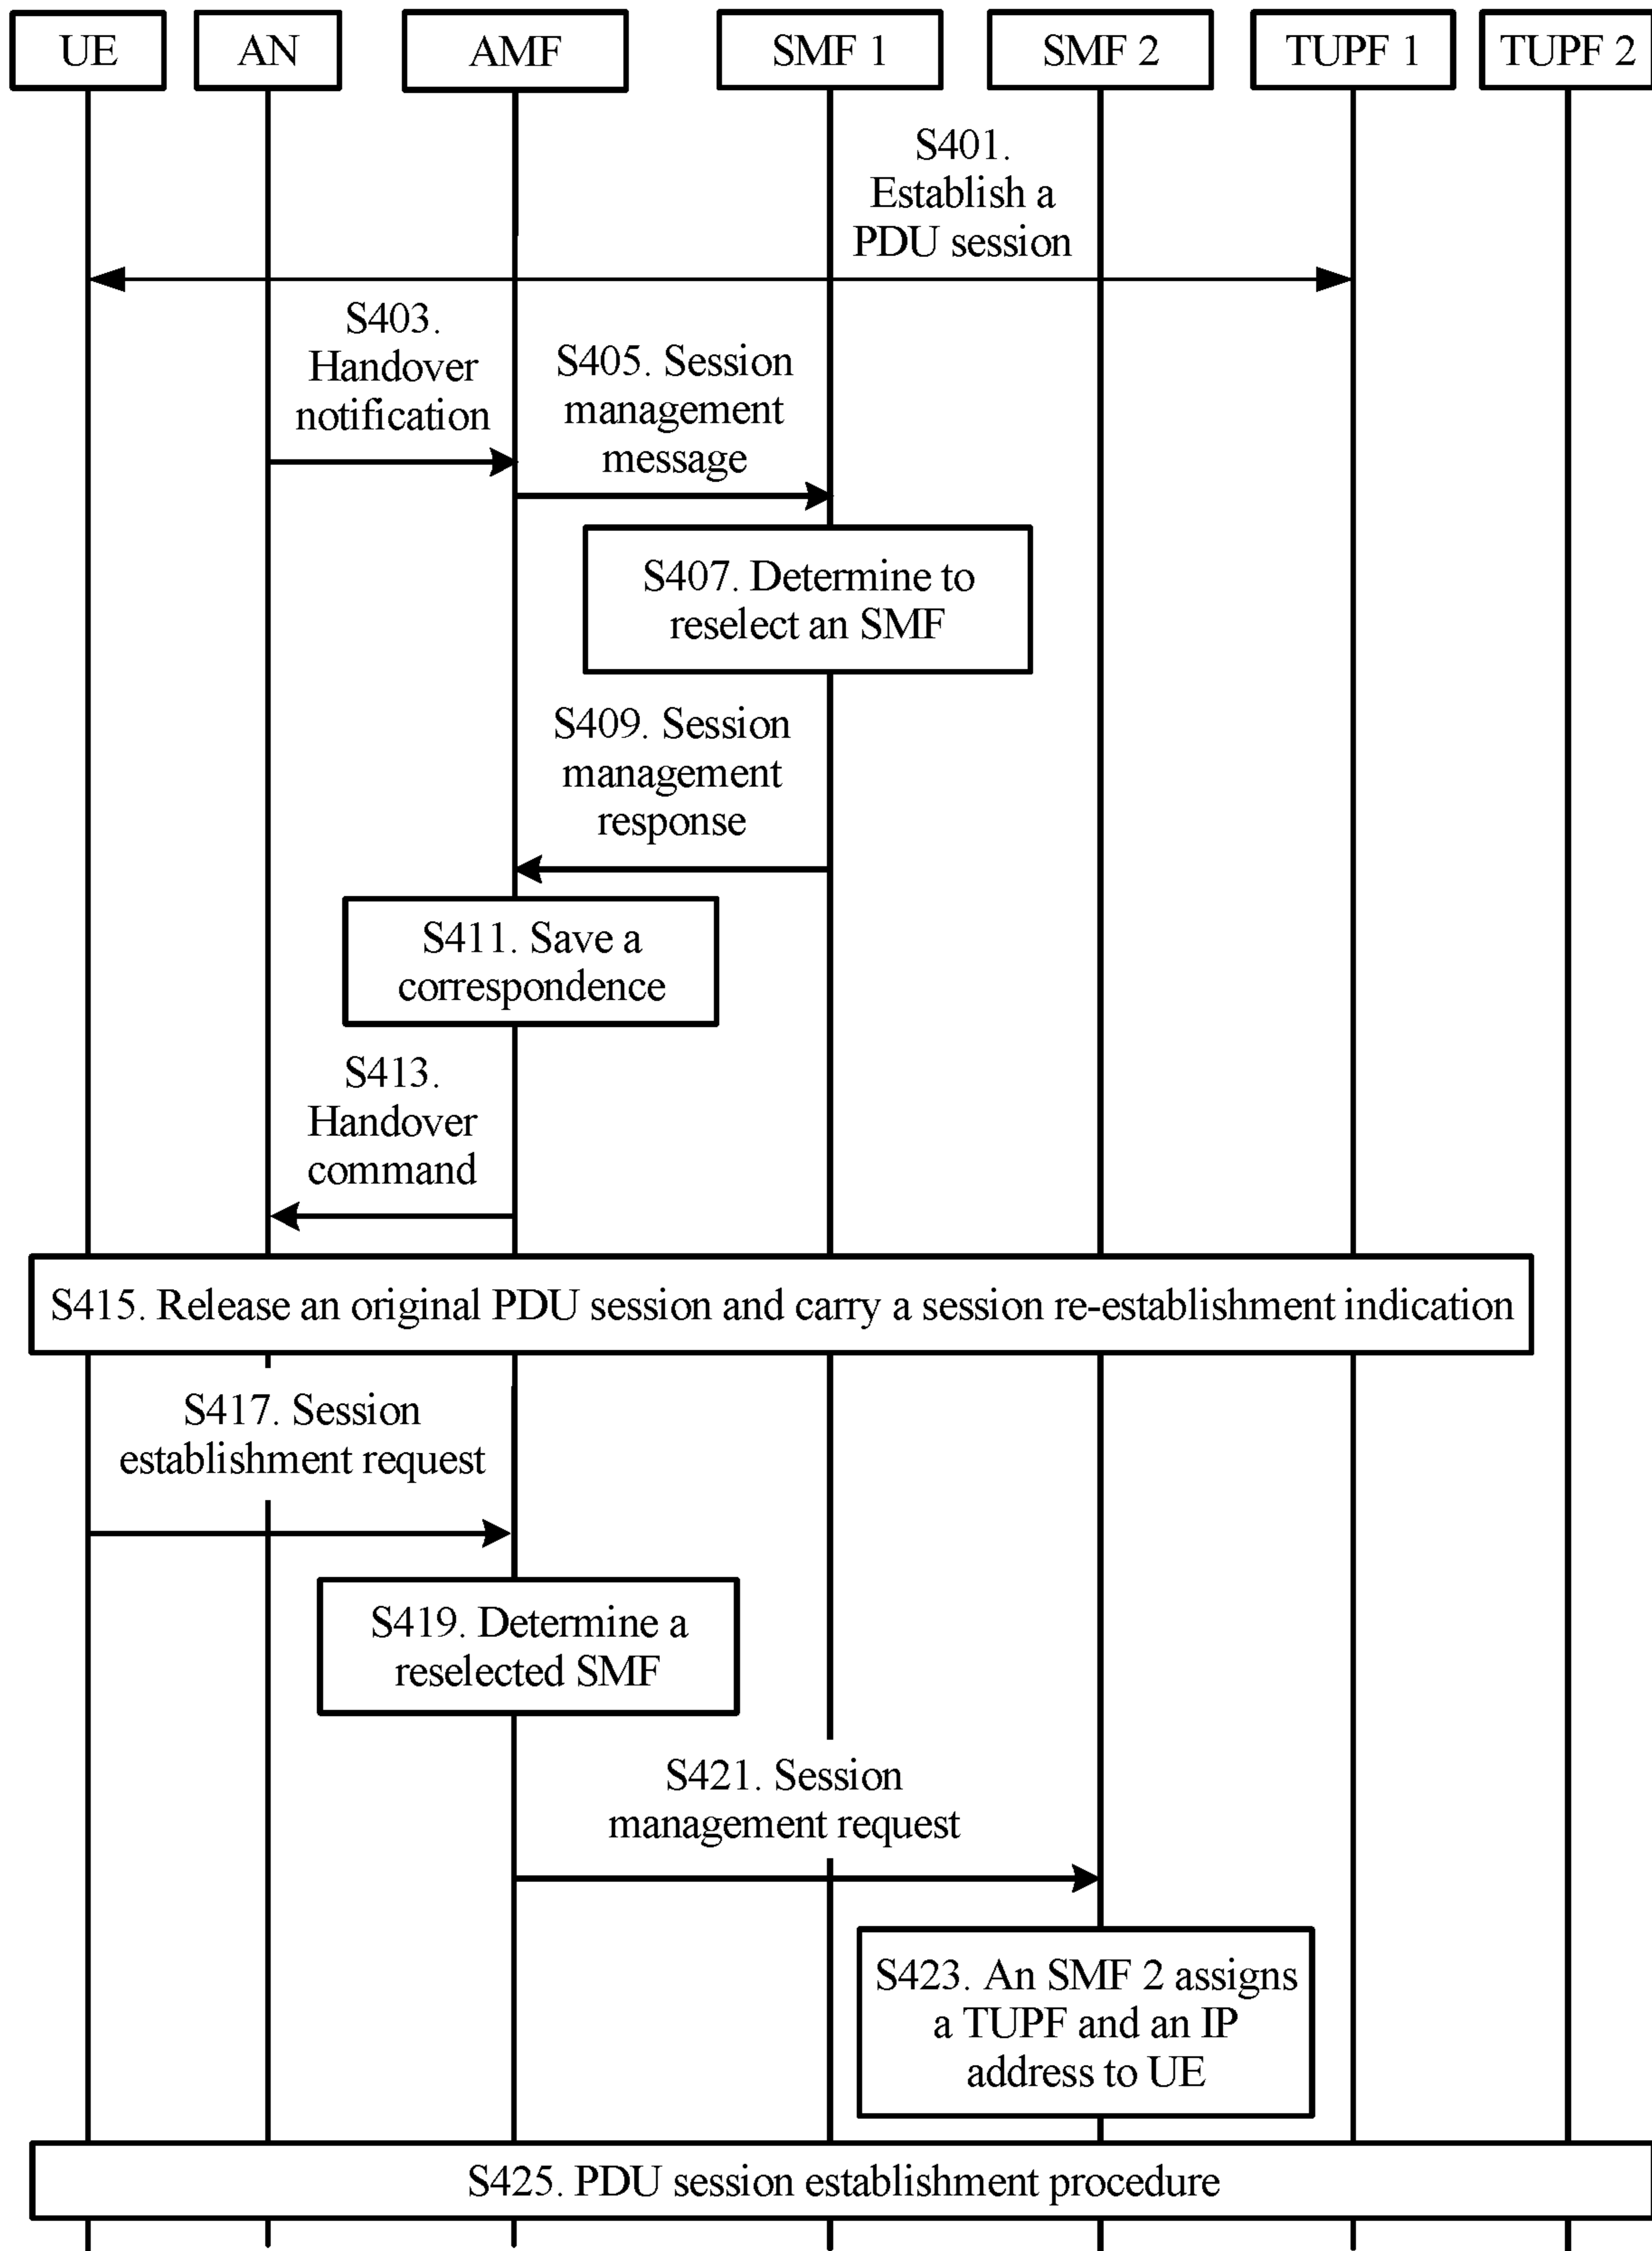 UE
AN
AMF
SMF 1
SMF 2
TUPF 1
TUPF 2
S401.
Establish a
PDU session
S403.
Handover
notification
S405. Session
management
message
S407. Determine to
reselect an SMF
S409. Session
management
response
S411. Save a
correspondence
S413.
Handover
command
S415. Release an original PDU session and carry a session re-establishment indication
S417. Session
establishment request
S419. Determine a
reselected SMF
S421. Session
management request
S423. An SMF 2 assigns
a TUPF and an IP
address to UE
S425. PDU session establishment procedure